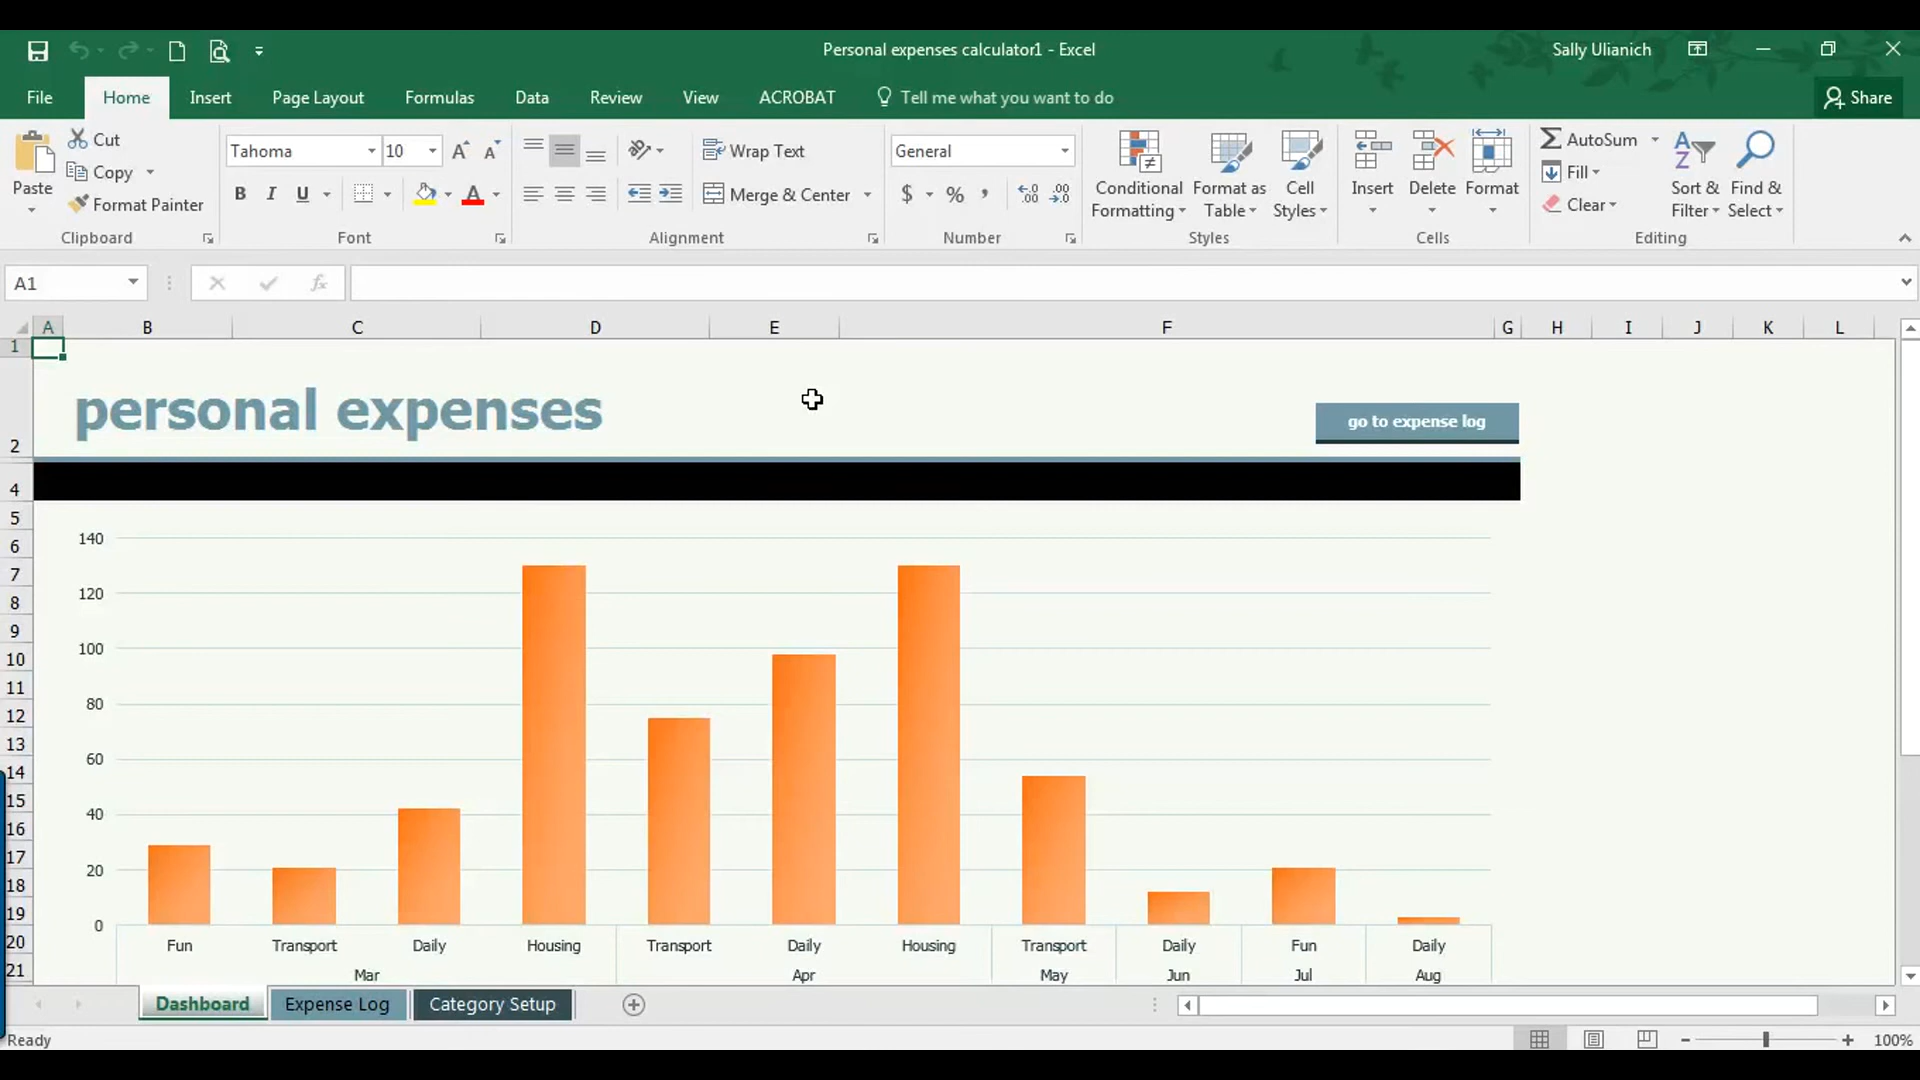 Personal expenses calculator1 - Excel
Sally Ulianich
File Home Insert Page Layout Formulas Data Review View ACROBAT Tell me what you want to do Share
Paste
Cut
Copy
Format Painter
Clipboard
Tahoma 10
B I U A
Font
Wrap Text
Merge & Center
Alignment
General
$ % ,
Number
Conditional Formatting
Format as Table
Cell Styles
Styles
Insert
Delete
Format
Cells
AutoSum
Fill
Clear
Sort & Filter
Find & Select
Editing
A1
fx
A B C D E F G H I J K L
1
2
4
5
6
7
8
9
10
11
12
13
14
15
16
17
18
19
20
21
personal expenses
go to expense log
140
120
100
80
60
40
20
0
Fun Transport Daily Housing Transport Daily Housing Transport Daily Fun Daily
Mar Apr May Jun Jul Aug
Dashboard Expense Log Category Setup
Ready
100%